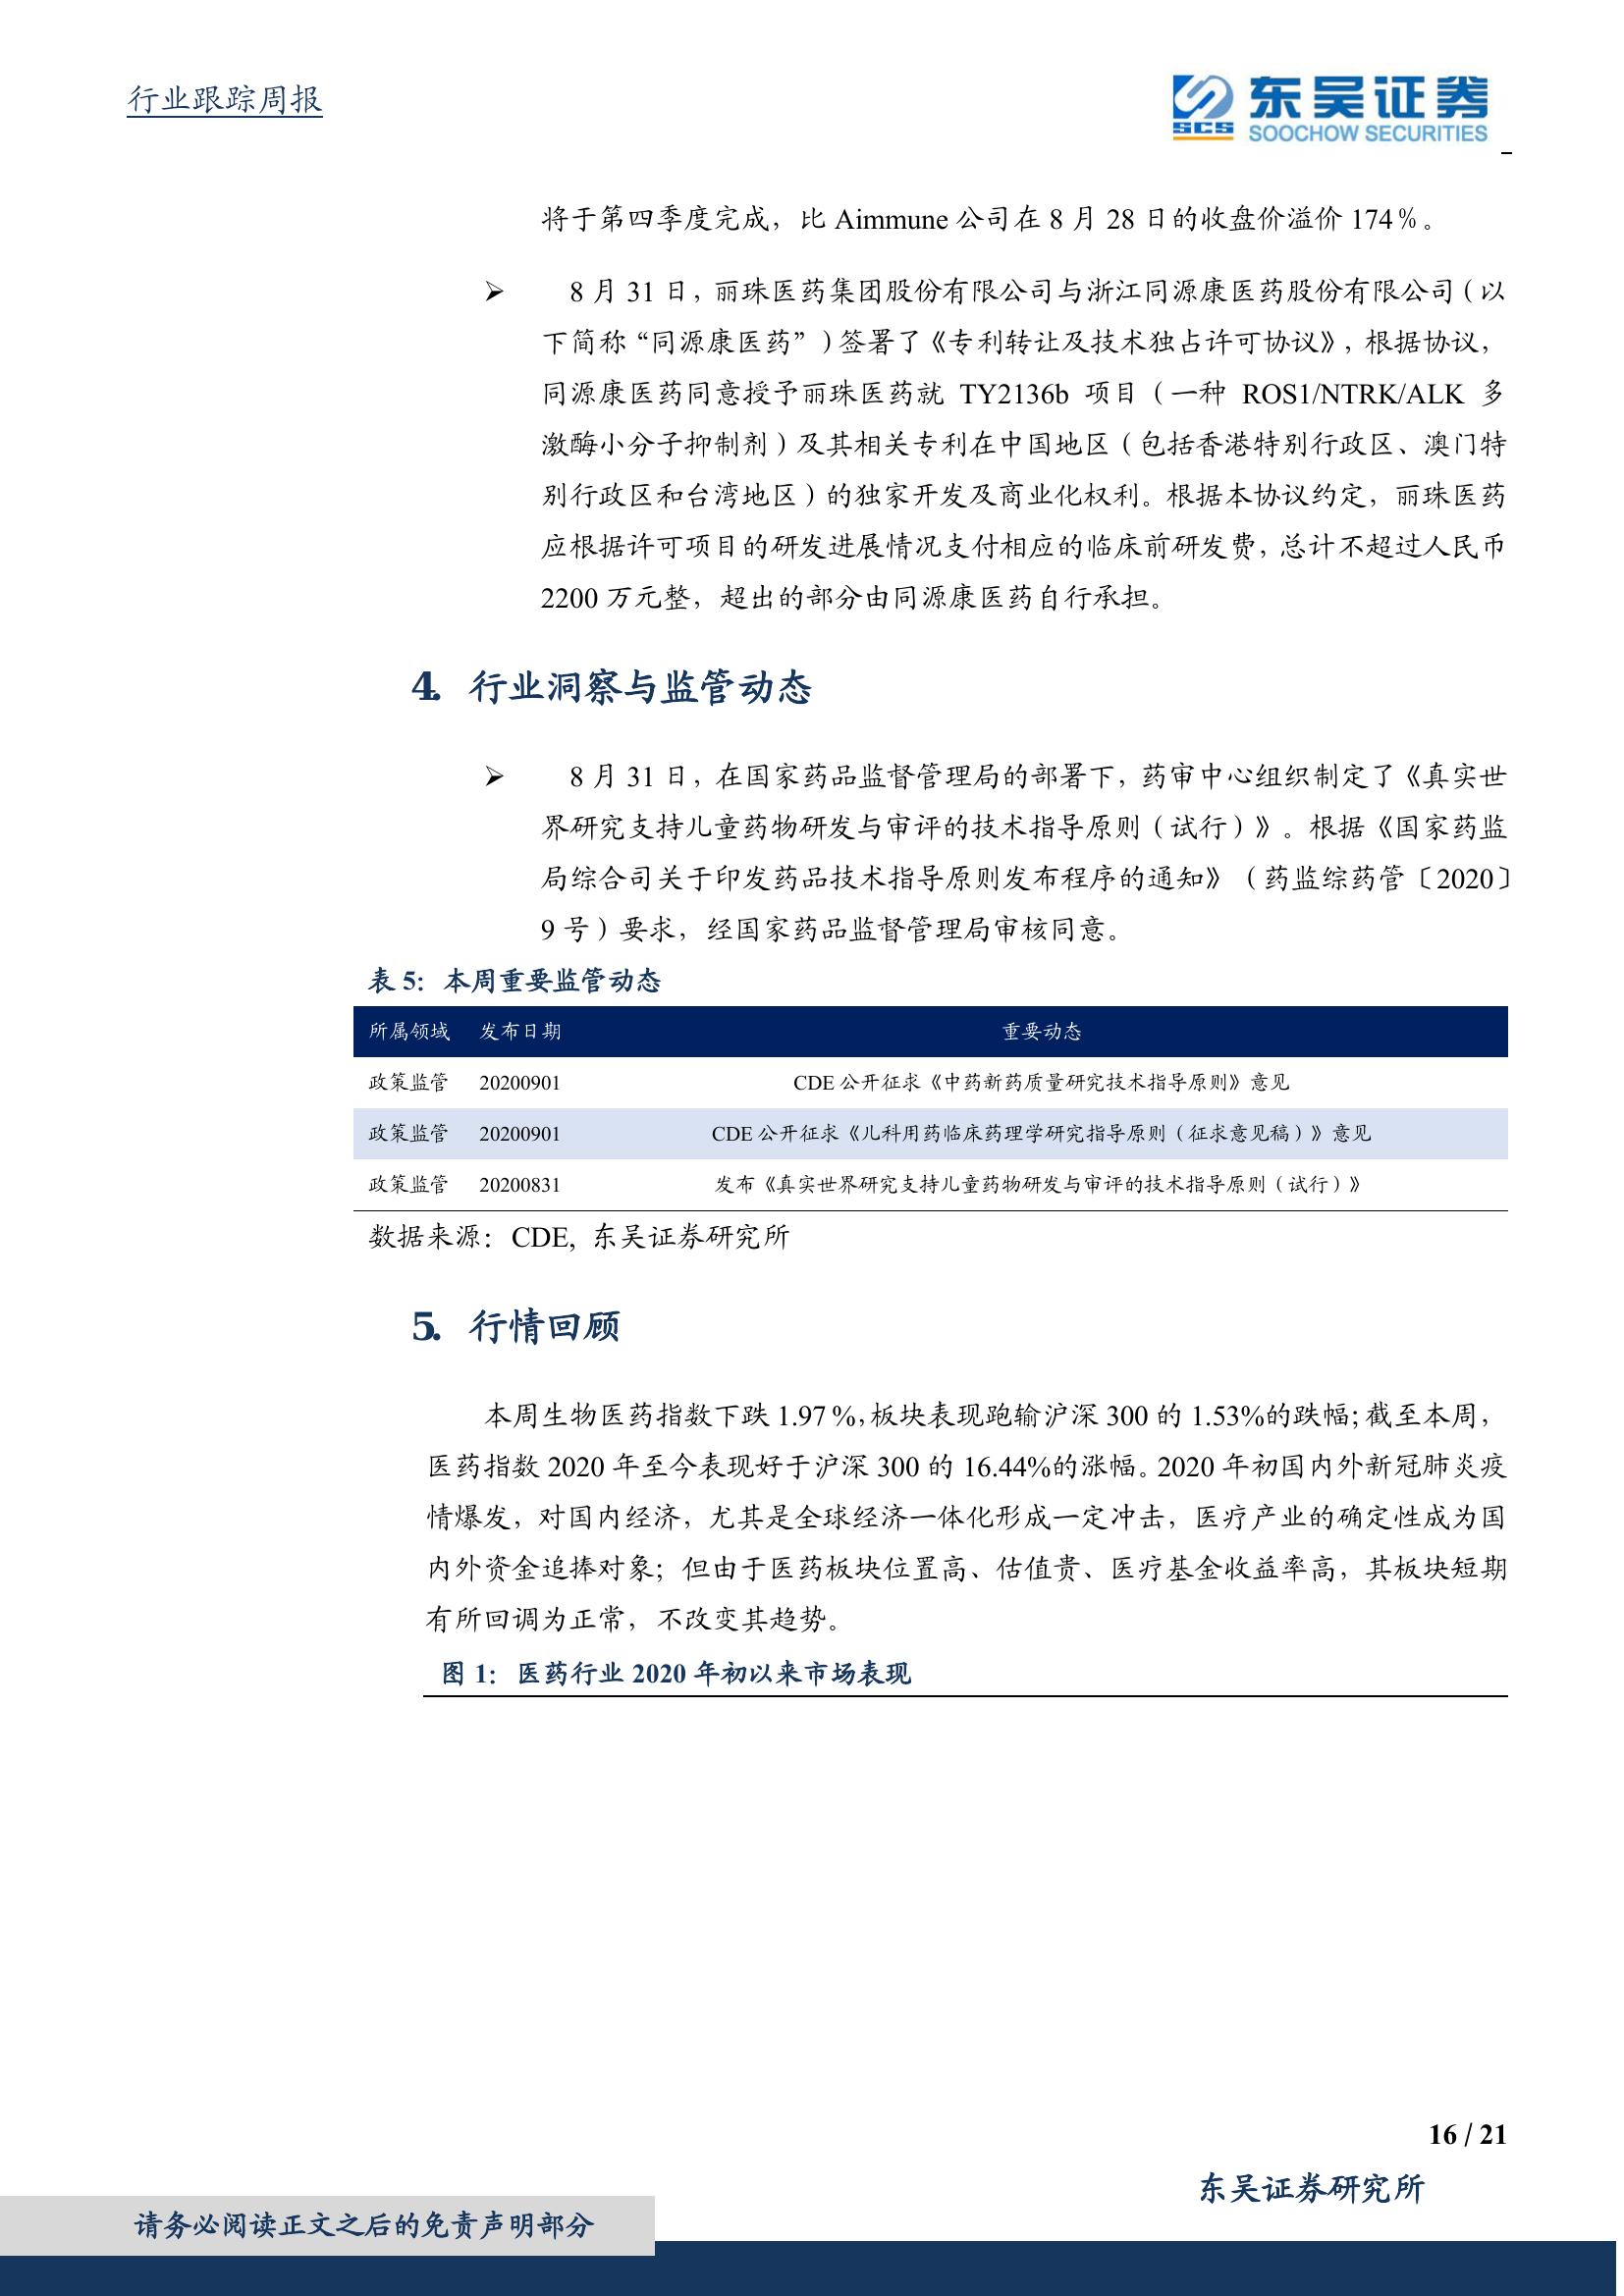 行业跟踪周报
东吴证券
SCS
SOOCHOW SECURITIES
将于第四季度完成，比 Aimmune 公司在 8 月 28 日的收盘价溢价 174％。
➢ 8 月 31 日，丽珠医药集团股份有限公司与浙江同源康医药股份有限公司（以
下简称“同源康医药”）签署了《专利转让及技术独占许可协议》，根据协议，
同源康医药同意授予丽珠医药就 TY2136b 项目（一种 ROS1/NTRK/ALK 多
激酶小分子抑制剂）及其相关专利在中国地区（包括香港特别行政区、澳门特
别行政区和台湾地区）的独家开发及商业化权利。根据本协议约定，丽珠医药
应根据许可项目的研发进展情况支付相应的临床前研发费，总计不超过人民币
2200 万元整，超出的部分由同源康医药自行承担。
4. 行业洞察与监管动态
➢ 8 月 31 日，在国家药品监督管理局的部署下，药审中心组织制定了《真实世
界研究支持儿童药物研发与审评的技术指导原则（试行）》。根据《国家药监
局综合司关于印发药品技术指导原则发布程序的通知》（药监综药管〔2020〕
9 号）要求，经国家药品监督管理局审核同意。
表 5：本周重要监管动态
所属领域 发布日期 重要动态
政策监管 20200901 CDE 公开征求《中药新药质量研究技术指导原则》意见
政策监管 20200901 CDE 公开征求《儿科用药临床药理学研究指导原则（征求意见稿）》意见
政策监管 20200831 发布《真实世界研究支持儿童药物研发与审评的技术指导原则（试行）》
数据来源：CDE, 东吴证券研究所
5. 行情回顾
本周生物医药指数下跌 1.97％，板块表现跑输沪深 300 的 1.53%的跌幅；截至本周，
医药指数 2020 年至今表现好于沪深 300 的 16.44%的涨幅。2020 年初国内外新冠肺炎疫
情爆发，对国内经济，尤其是全球经济一体化形成一定冲击，医疗产业的确定性成为国
内外资金追捧对象；但由于医药板块位置高、估值贵、医疗基金收益率高，其板块短期
有所回调为正常，不改变其趋势。
图 1：医药行业 2020 年初以来市场表现
16 / 21
东吴证券研究所
请务必阅读正文之后的免责声明部分